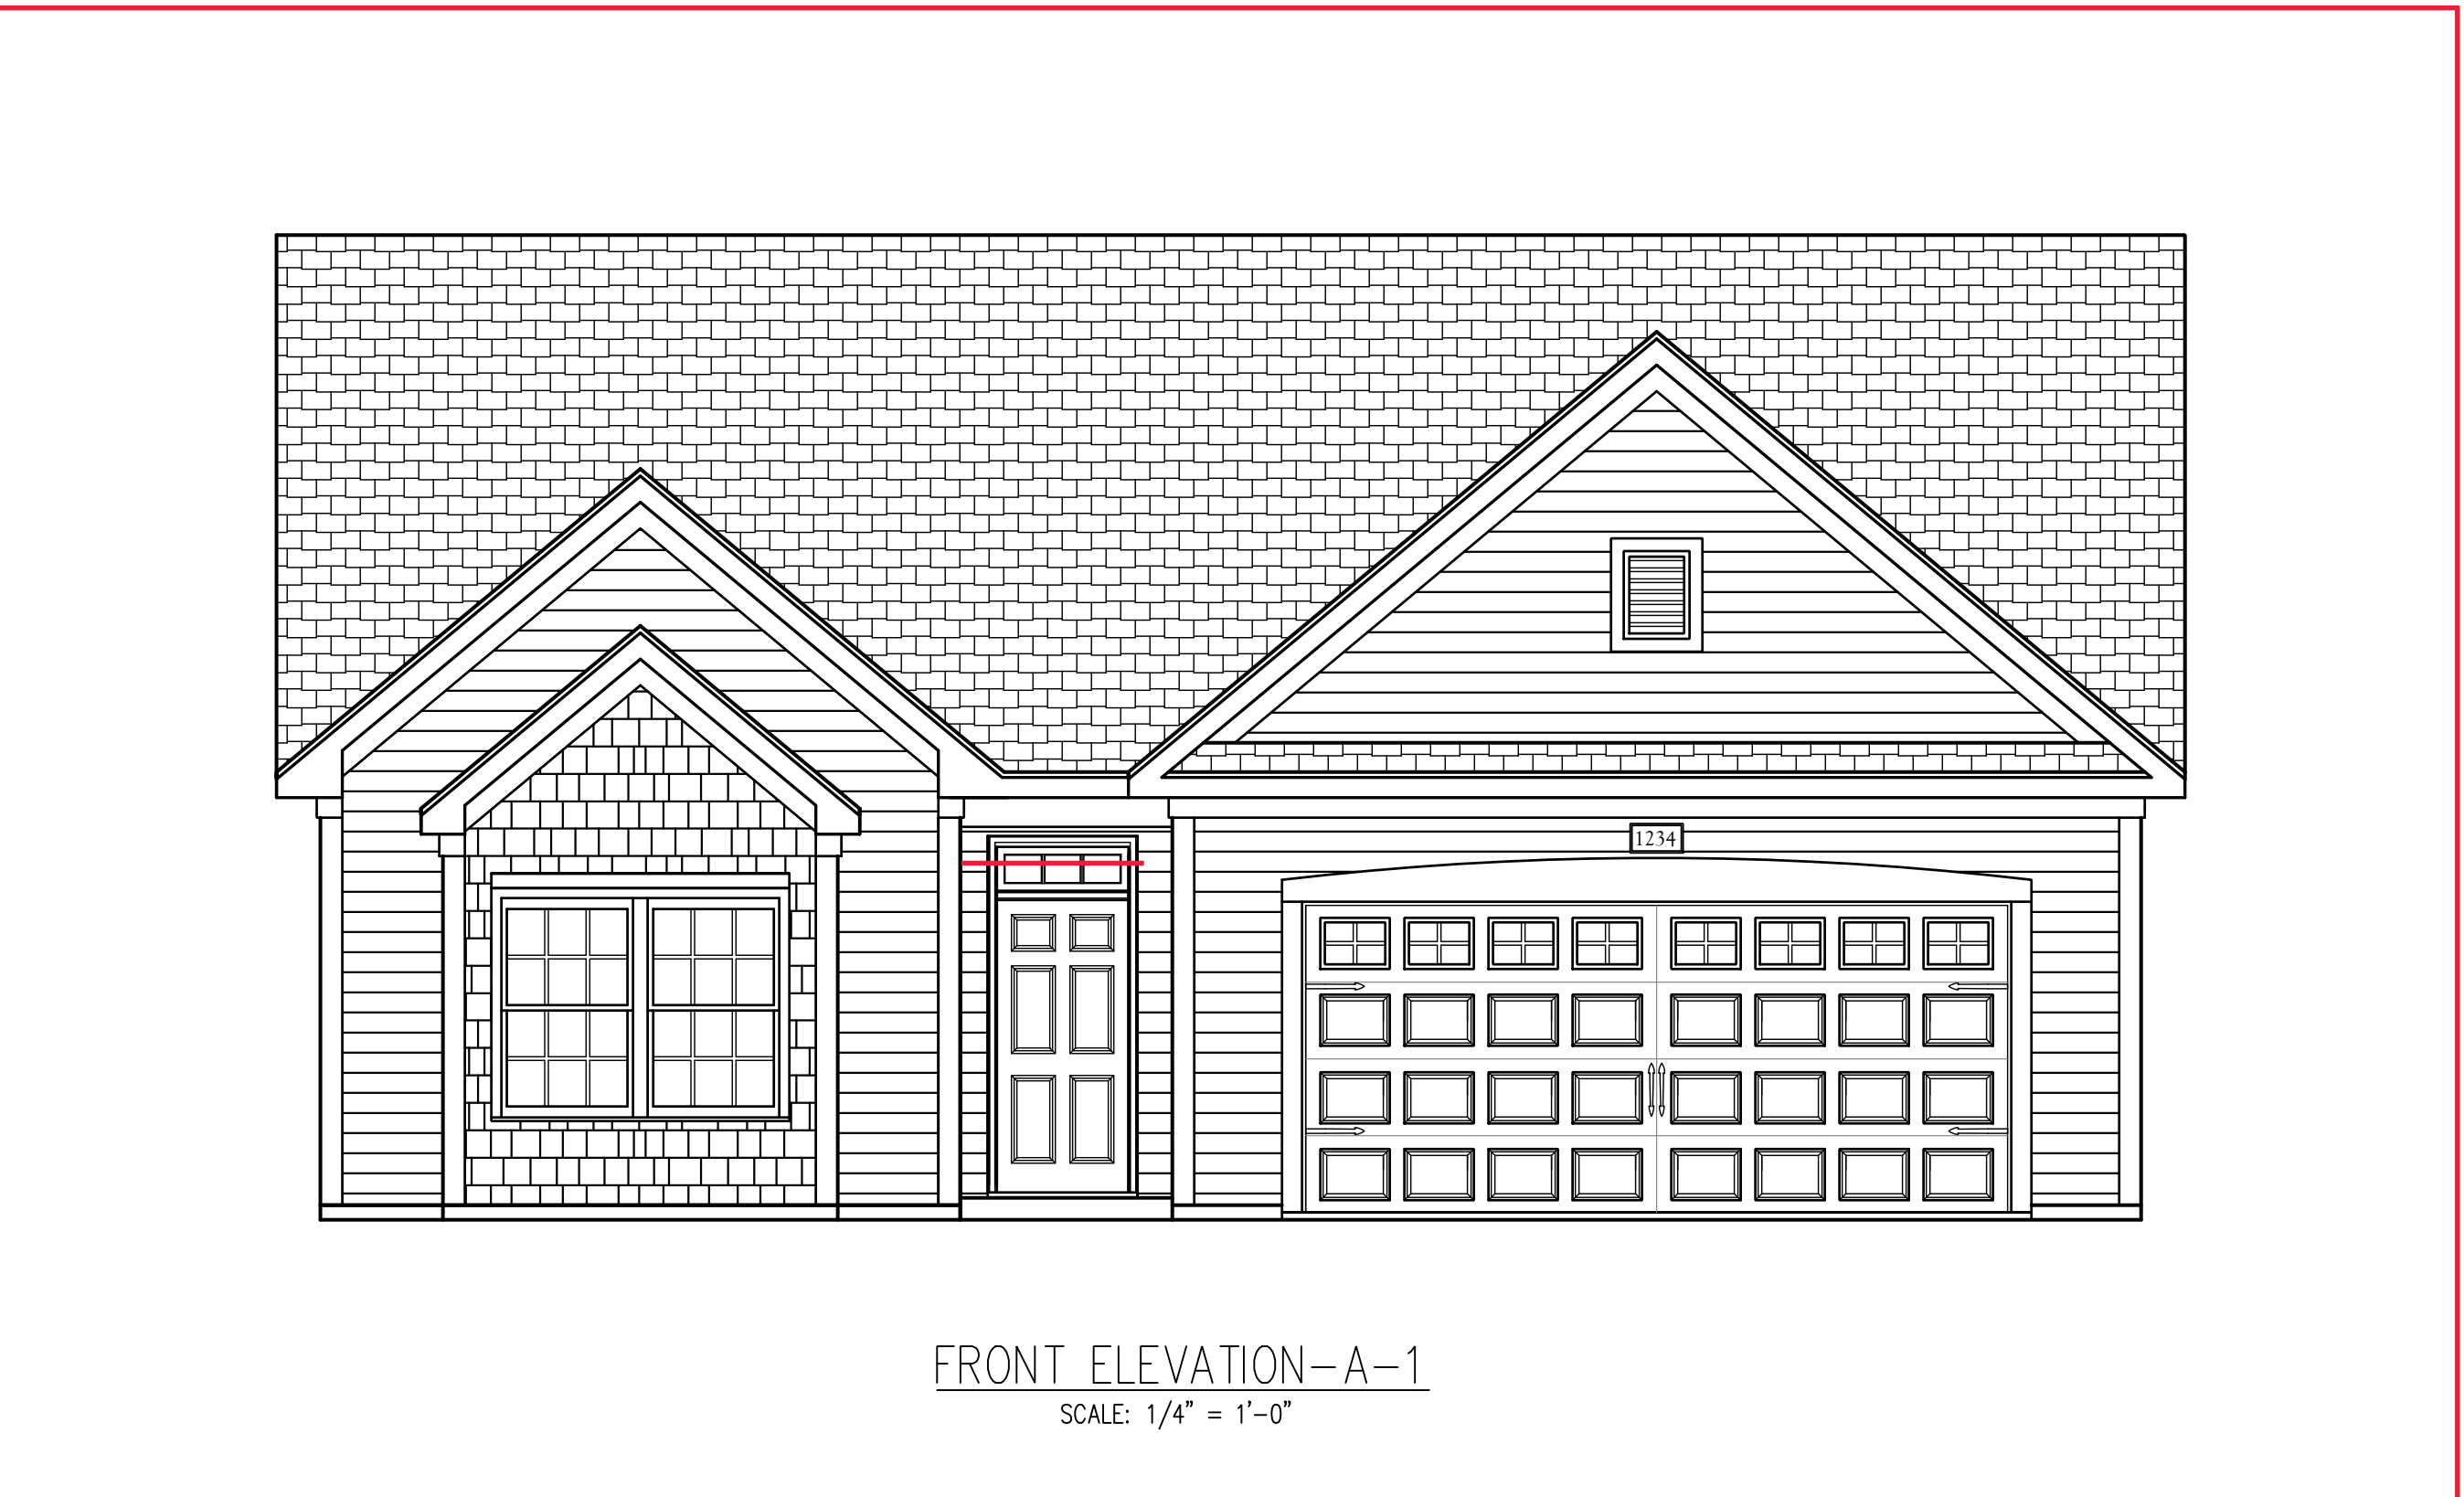 1234
FRONT ELEVATION-A-1
SCALE: 1/4" = 1'-0"